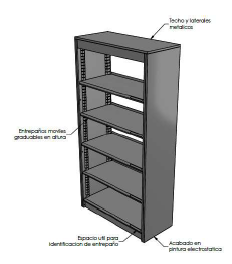 Techo y laterales
metalicos
Entrepaños moviles
graduables en altura
Espacio util para
identificacion de entrepaño
Acabado en
pintura electrostatica